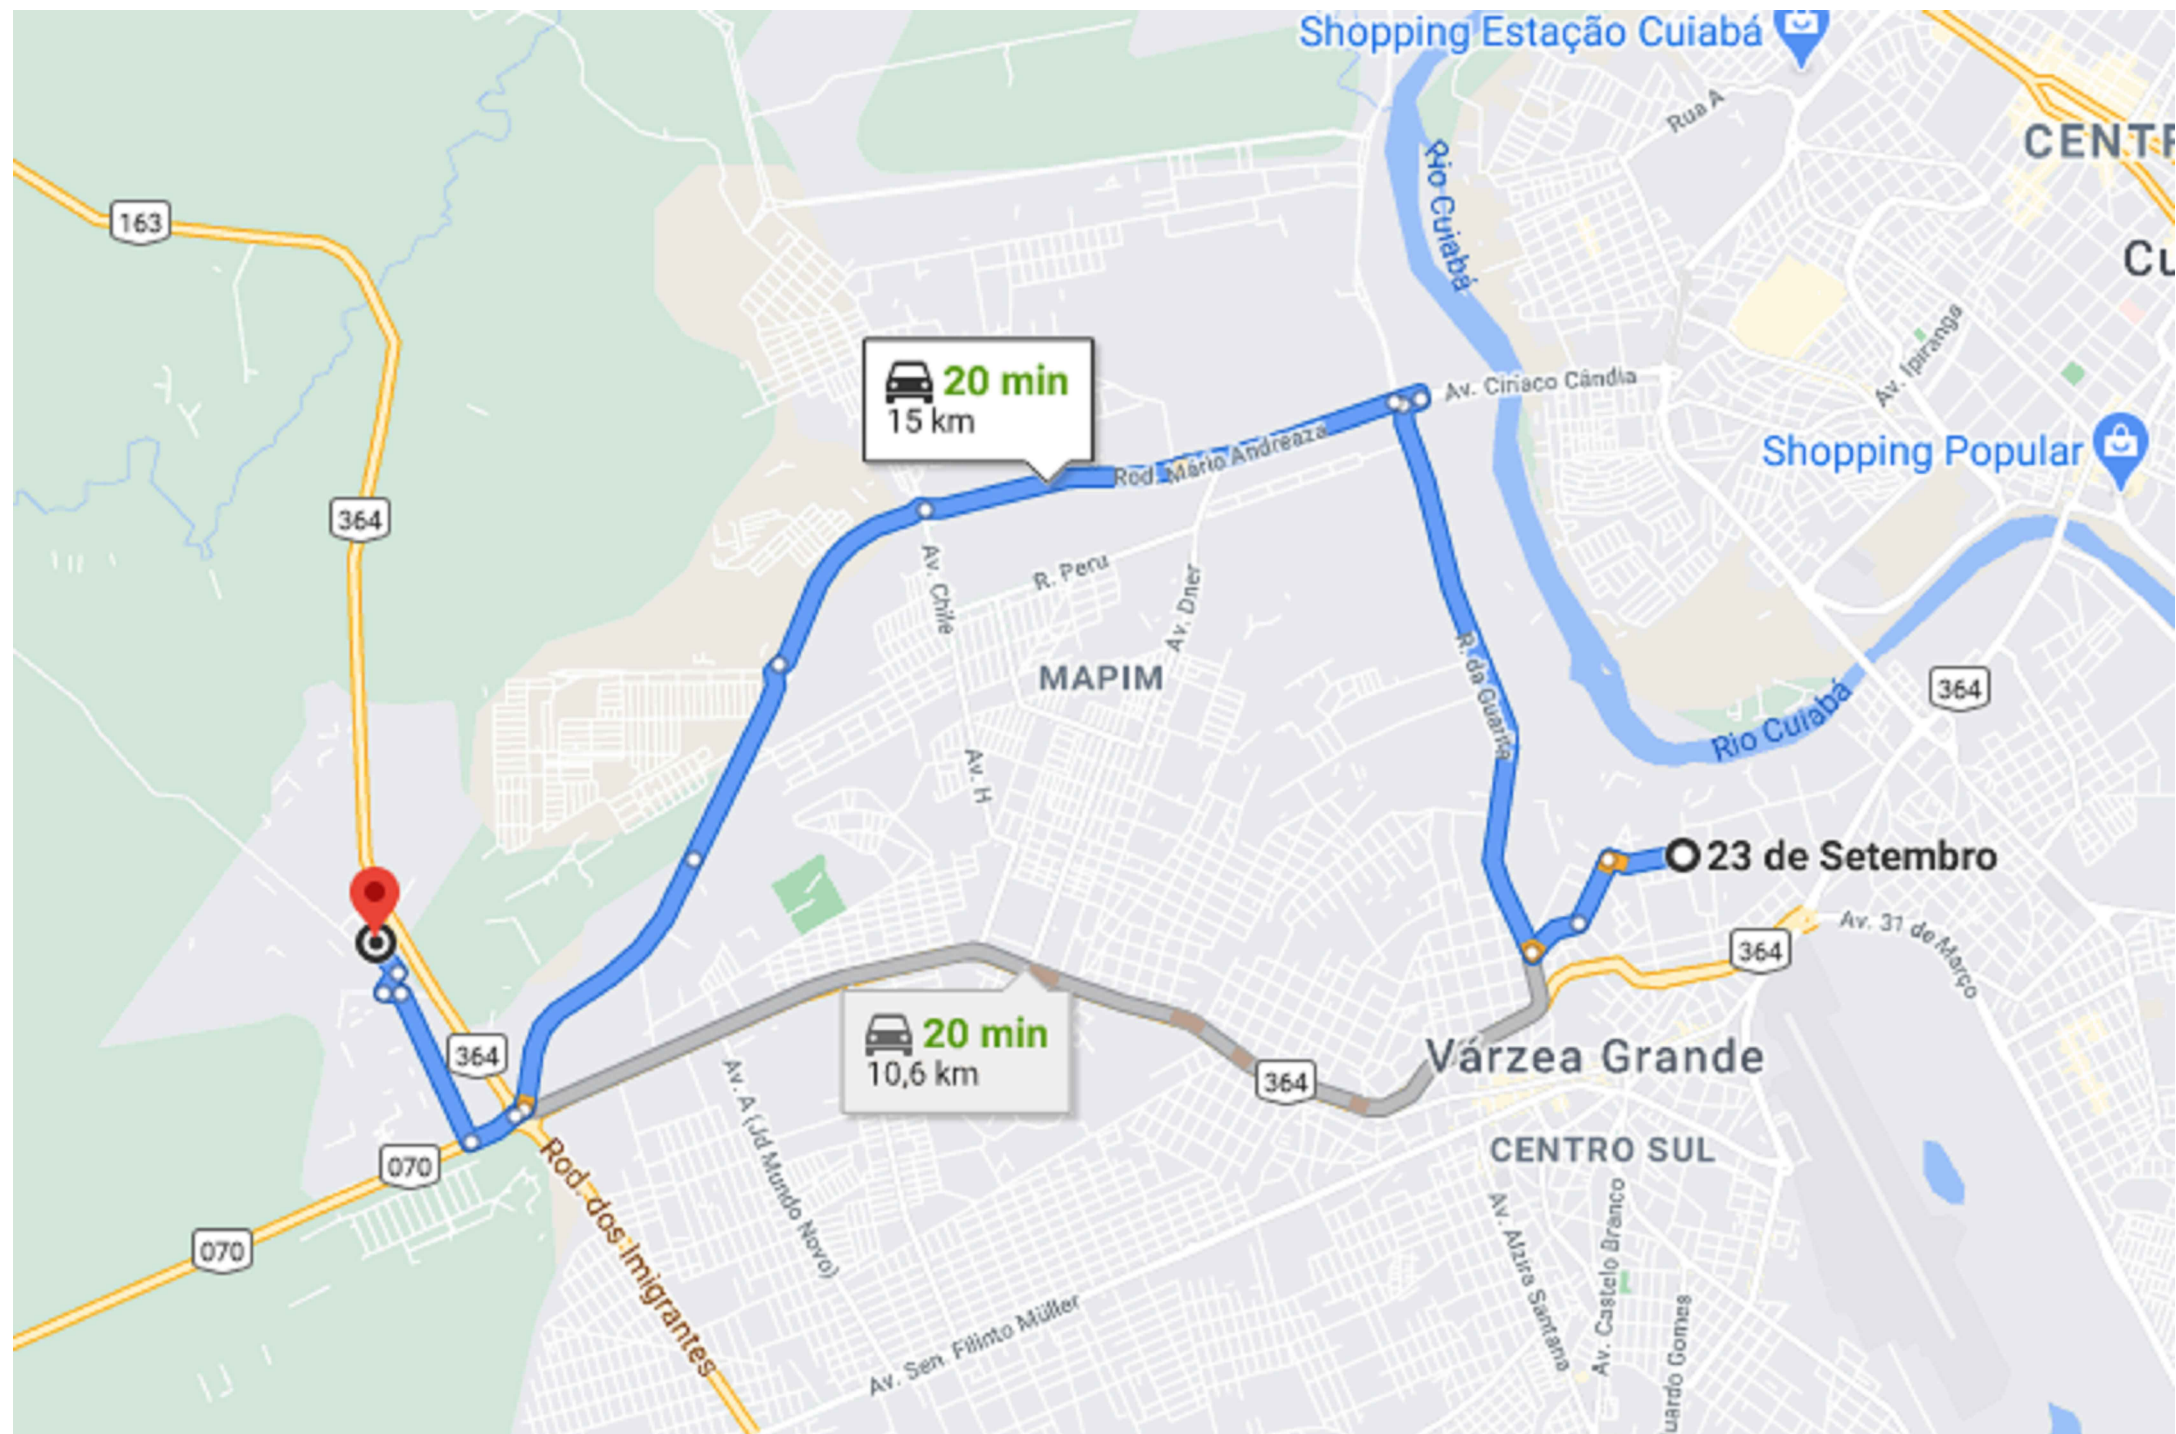 Shopping Estação Cuiabá
Rua A
CENTR
163
Rio Cuiabá
Cu
Av. Ipiranga
20 min
15 km
Av. Ciríaco Cândia
Rod. Mário Andreaza
Shopping Popular
364
Av. Chile
R. Peru
Av. Dner
MAPIM
R. da Guarita
364
Rio Cuiabá
Av. H
23 de Setembro
Av. 31 de Março
364
20 min
10,6 km
364
364
Várzea Grande
Av. A (Jd Mundo Novo)
CENTRO SUL
070
Rod. dos Imigrantes
070
Av. Alzira Santana
Av. Castelo Branco
uardo Gomes
Av. Sen. Filinto Müller